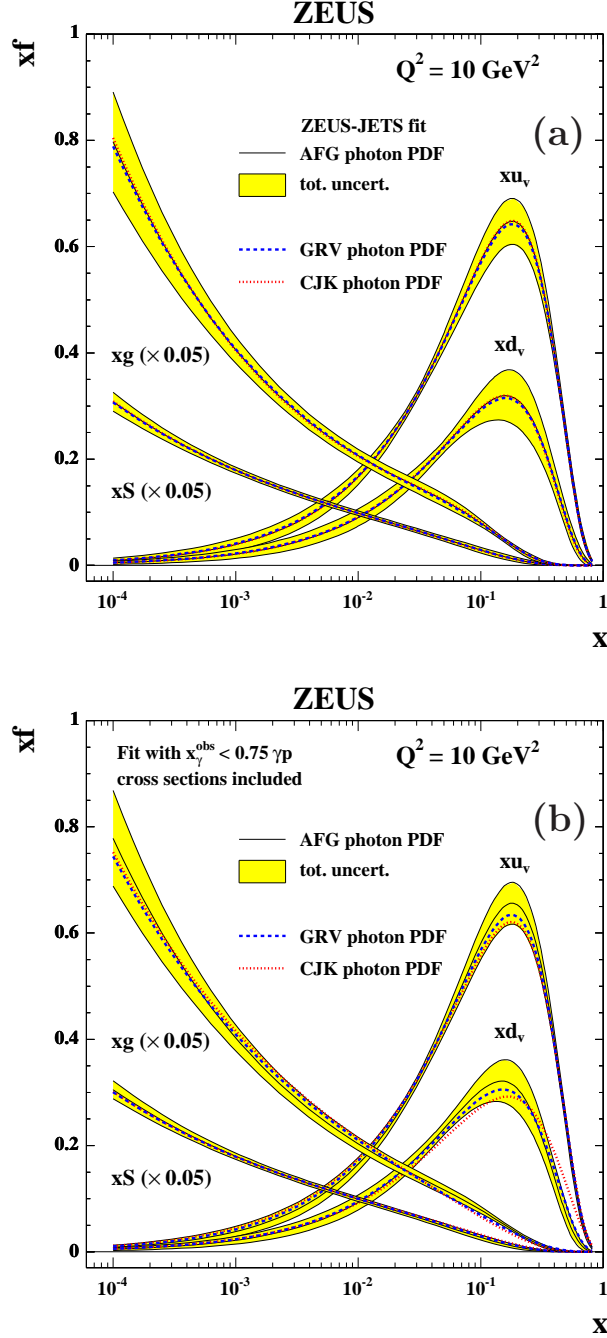 ZEUS
xf
1
Q² = 10 GeV²
0.8
ZEUS-JETS fit
(a)
AFG photon PDF
tot. uncert.
xuᵥ
0.6
GRV photon PDF
CJK photon PDF
0.4
xg (× 0.05)
xdᵥ
0.2
xS (× 0.05)
0
10⁻⁴ 10⁻³ 10⁻² 10⁻¹ 1
x
ZEUS
xf
1
Fit with x_γ^obs < 0.75 γp
cross sections included
Q² = 10 GeV²
0.8
(b)
AFG photon PDF
tot. uncert.
xuᵥ
0.6
GRV photon PDF
CJK photon PDF
0.4
xg (× 0.05)
xdᵥ
0.2
xS (× 0.05)
0
10⁻⁴ 10⁻³ 10⁻² 10⁻¹ 1
x